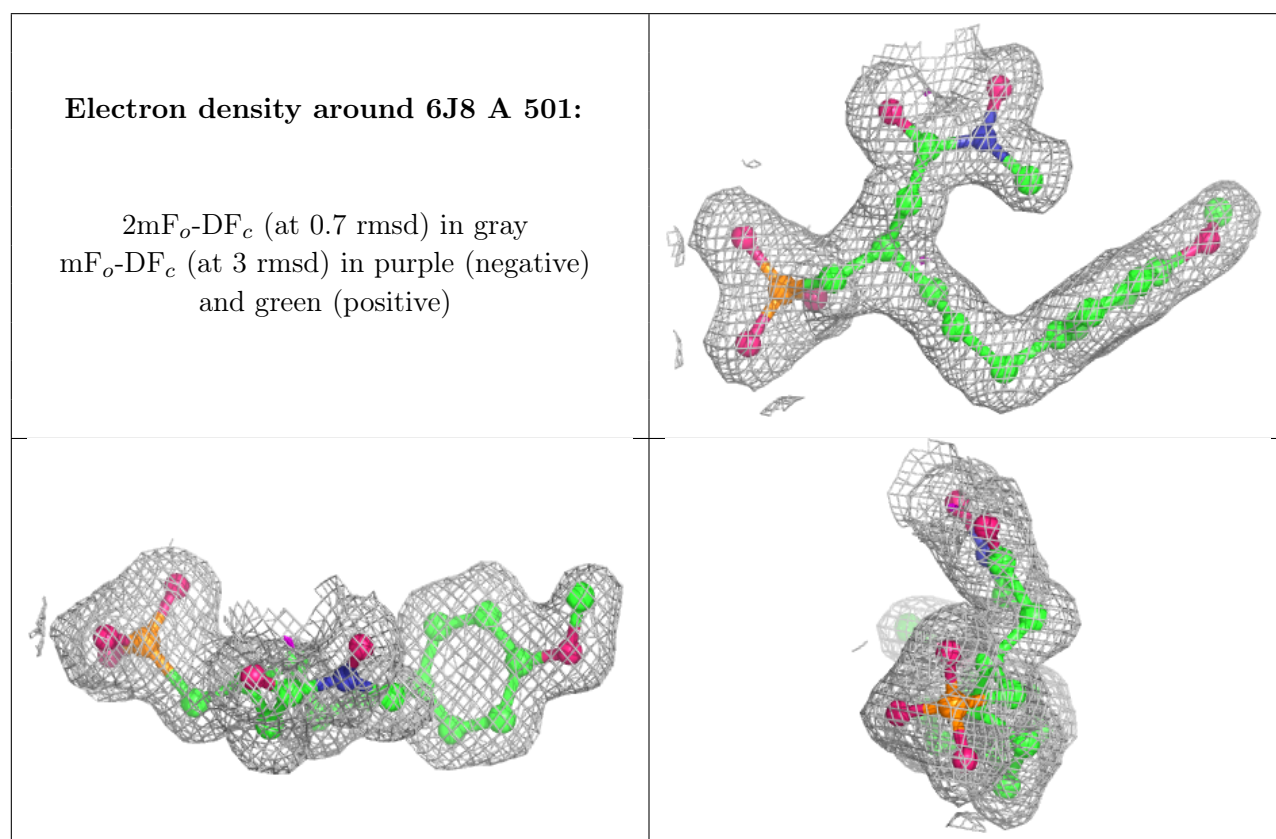 Electron density around 6J8 A 501:
2mFₒ-DF𝒸 (at 0.7 rmsd) in gray
mFₒ-DF𝒸 (at 3 rmsd) in purple (negative)
and green (positive)